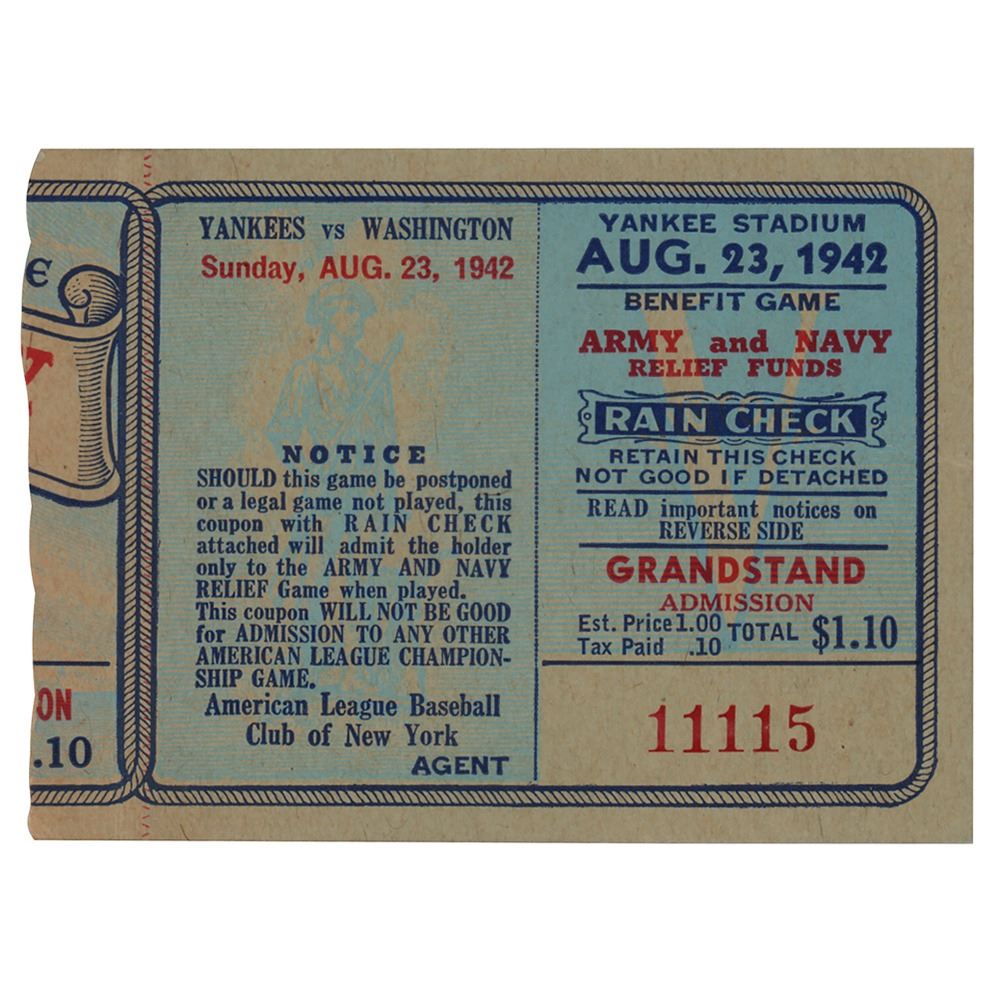 E
ON
.10
YANKEES vs WASHINGTON
Sunday, AUG. 23, 1942
NOTICE
SHOULD this game be postponed
or a legal game not played, this
coupon with RAIN CHECK
attached will admit the holder
only to the ARMY AND NAVY
RELIEF Game when played.
This coupon WILL NOT BE GOOD
for ADMISSION TO ANY OTHER
AMERICAN LEAGUE CHAMPION-
SHIP GAME.
American League Baseball
Club of New York
AGENT
YANKEE STADIUM
AUG. 23, 1942
BENEFIT GAME
ARMY and NAVY
RELIEF FUNDS
RAIN CHECK
RETAIN THIS CHECK
NOT GOOD IF DETACHED
READ important notices on
REVERSE SIDE
GRANDSTAND
ADMISSION
Est. Price 1.00 TOTAL $1.10
Tax Paid .10
11115